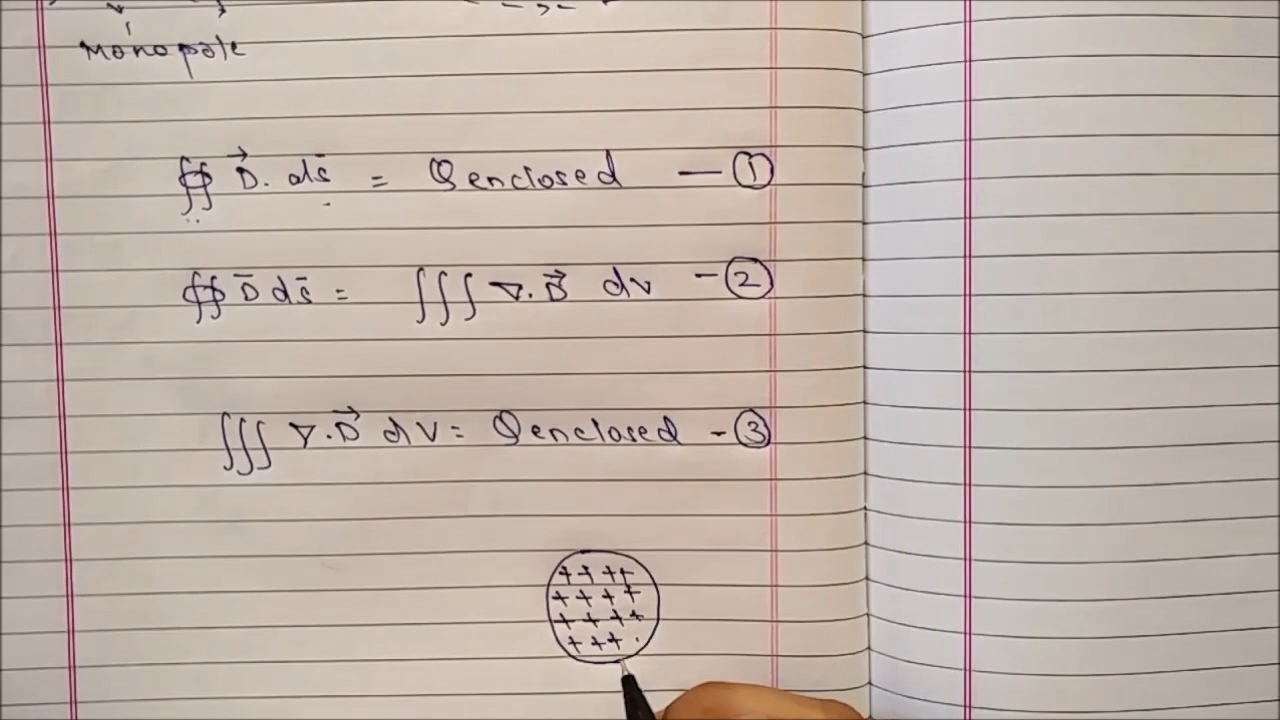 Monopole
∯ D⃗. ds̄ = Qenclosed — ①
∯ D̄ ds̄ = ∭ ∇. D⃗ dv - ②
∭ ∇. D⃗ dV = Qenclosed - ③
+ + + +
+ + + +
+ + + +
+ + + .